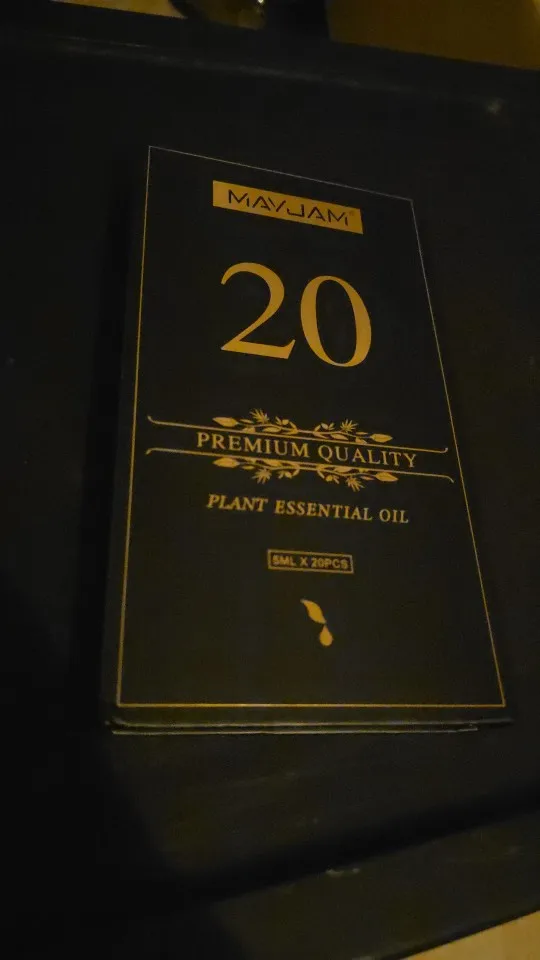 MAYJAM®
20
PREMIUM QUALITY
PLANT ESSENTIAL OIL
5ML X 20PCS